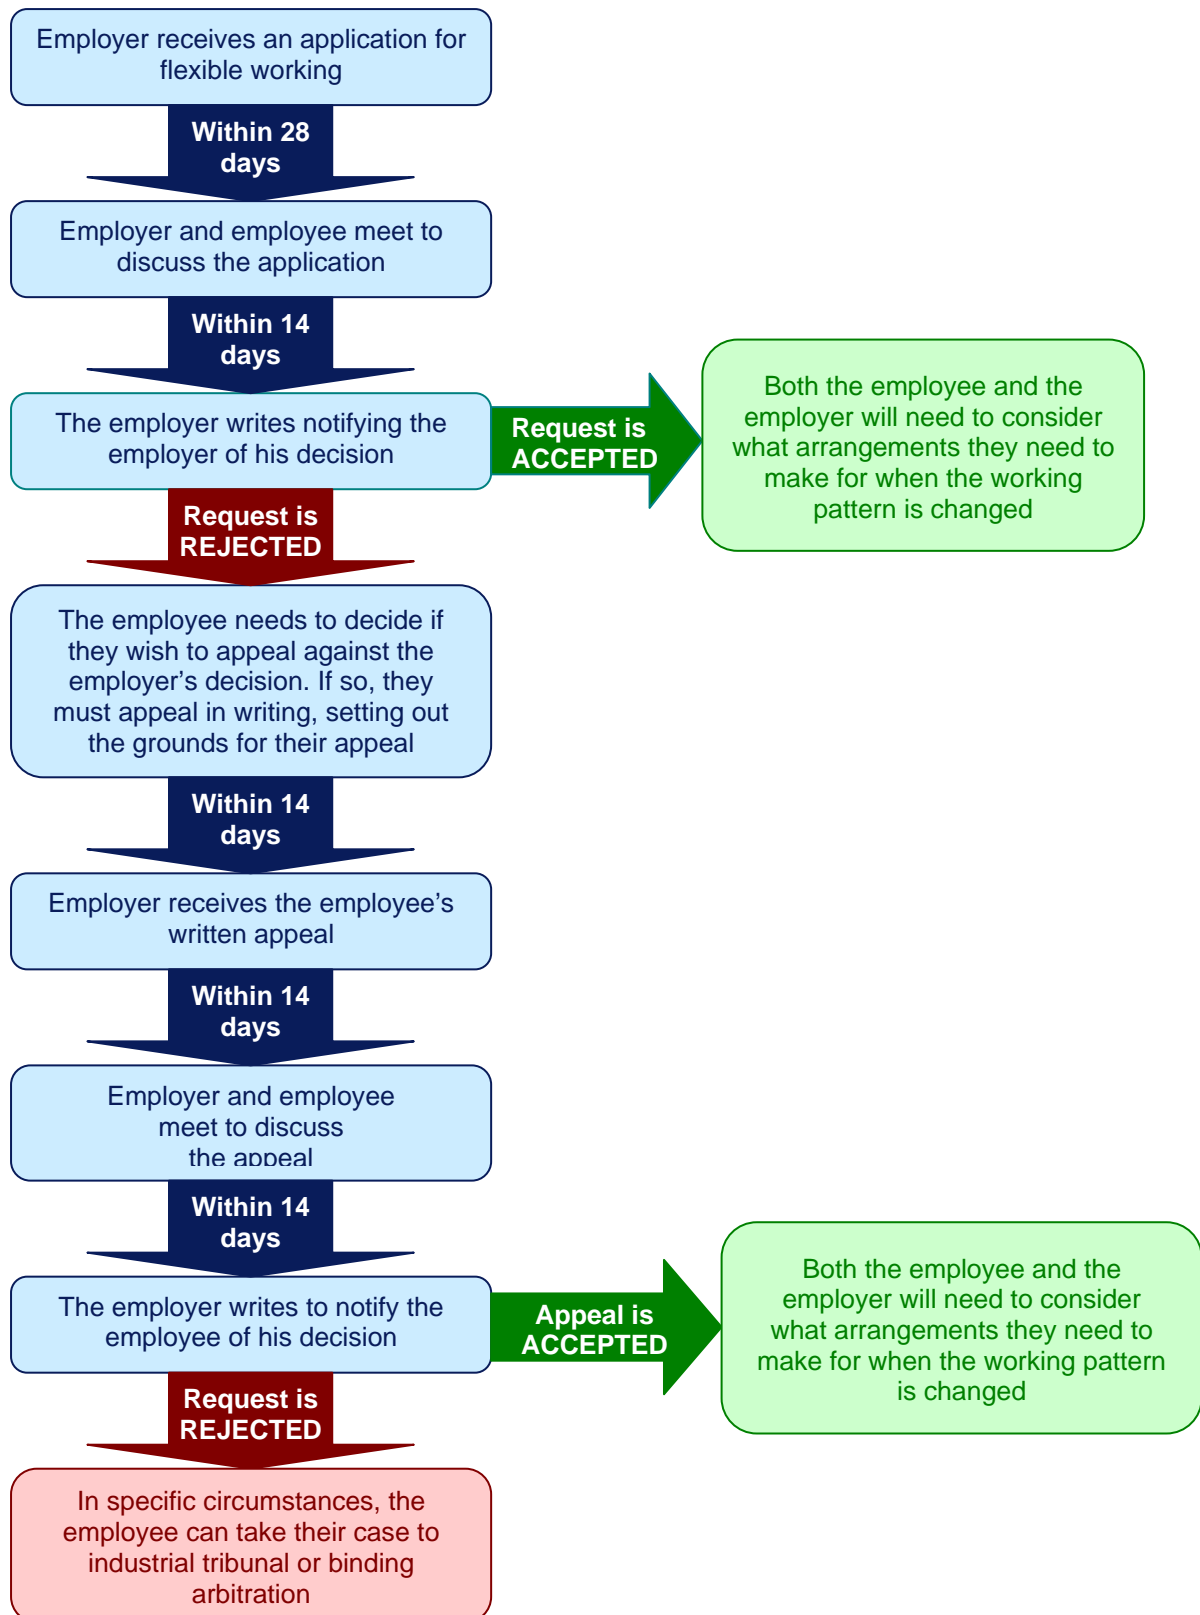 Employer receives an application for
flexible working
Within 28
days
Employer and employee meet to
discuss the application
Within 14
days
The employer writes notifying the
employer of his decision
Request is
ACCEPTED
Both the employee and the
employer will need to consider
what arrangements they need to
make for when the working
pattern is changed
Request is
REJECTED
The employee needs to decide if
they wish to appeal against the
employer’s decision. If so, they
must appeal in writing, setting out
the grounds for their appeal
Within 14
days
Employer receives the employee’s
written appeal
Within 14
days
Employer and employee
meet to discuss
the appeal
Within 14
days
The employer writes to notify the
employee of his decision
Appeal is
ACCEPTED
Both the employee and the
employer will need to consider
what arrangements they need to
make for when the working pattern
is changed
Request is
REJECTED
In specific circumstances, the
employee can take their case to
industrial tribunal or binding
arbitration